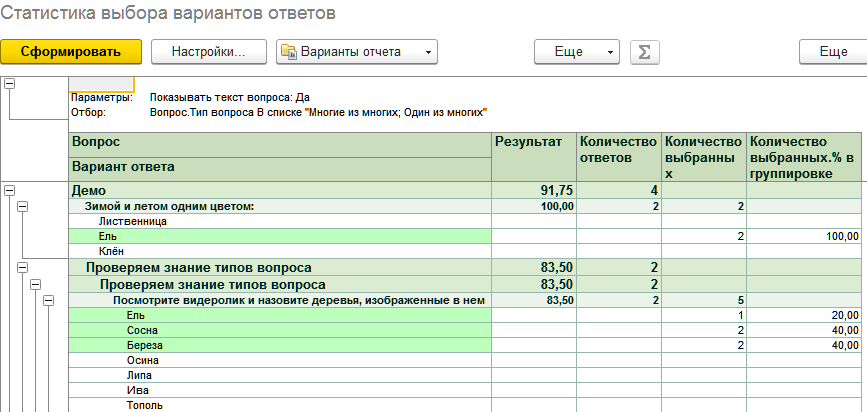 Статистика выбора вариантов ответов
Сформировать Настройки... Варианты отчета Еще Σ Еще
Параметры: Показывать текст вопроса: Да
Отбор: Вопрос.Тип вопроса В списке "Многие из многих; Один из многих"
Вопрос Результат Количество Количество Количество
ответов выбранны выбранных.% в
Вариант ответа х группировке
Демо 91,75 4
Зимой и летом одним цветом: 100,00 2 2
Лиственница
Ель 2 100,00
Клён
Проверяем знание типов вопроса 83,50 2
Проверяем знание типов вопроса 83,50 2
Посмотрите видеролик и назовите деревья, изображенные в нем 83,50 2 5
Ель 1 20,00
Сосна 2 40,00
Береза 2 40,00
Осина
Липа
Ива
Тополь